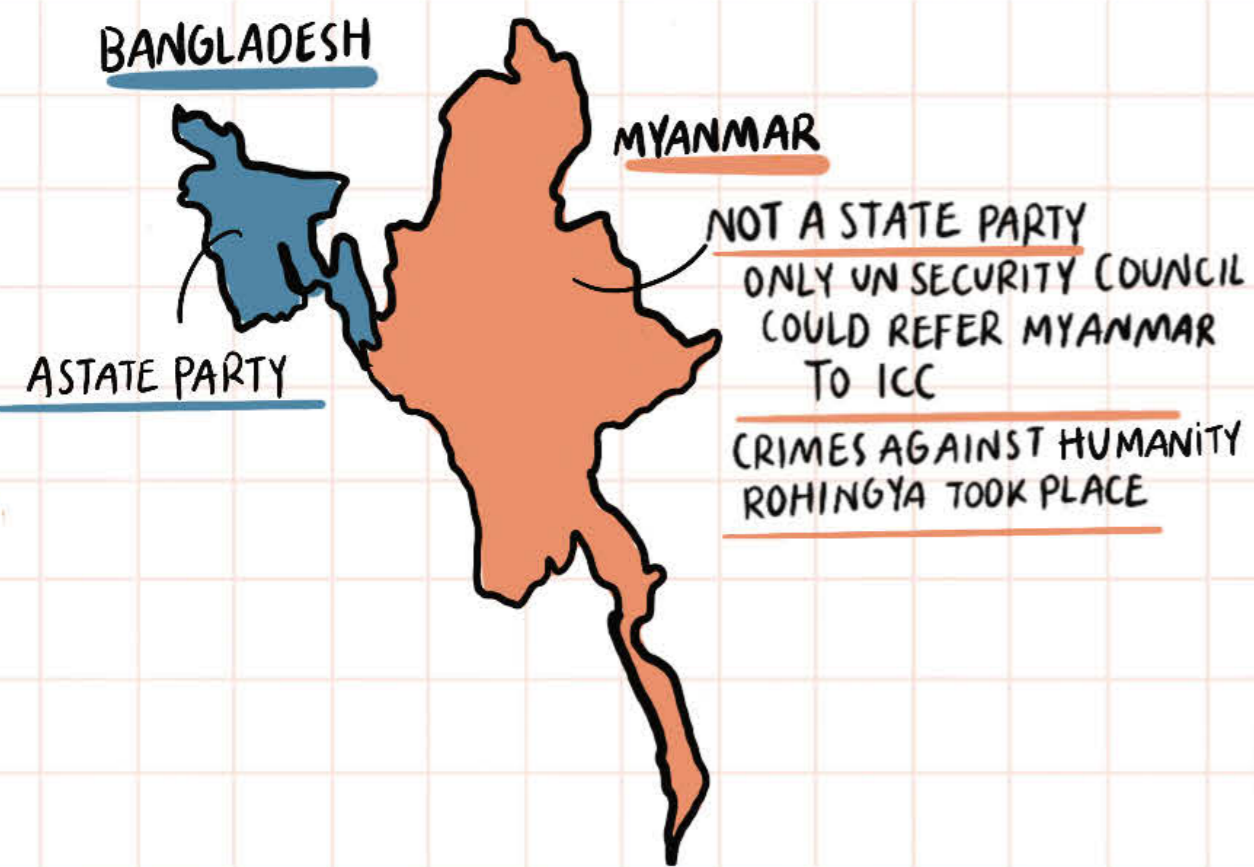 BANGLADESH
MYANMAR
NOT A STATE PARTY
ONLY UN SECURITY COUNCIL
COULD REFER MYANMAR
TO ICC
ASTATE PARTY
CRIMES AGAINST HUMANITY
ROHINGYA TOOK PLACE